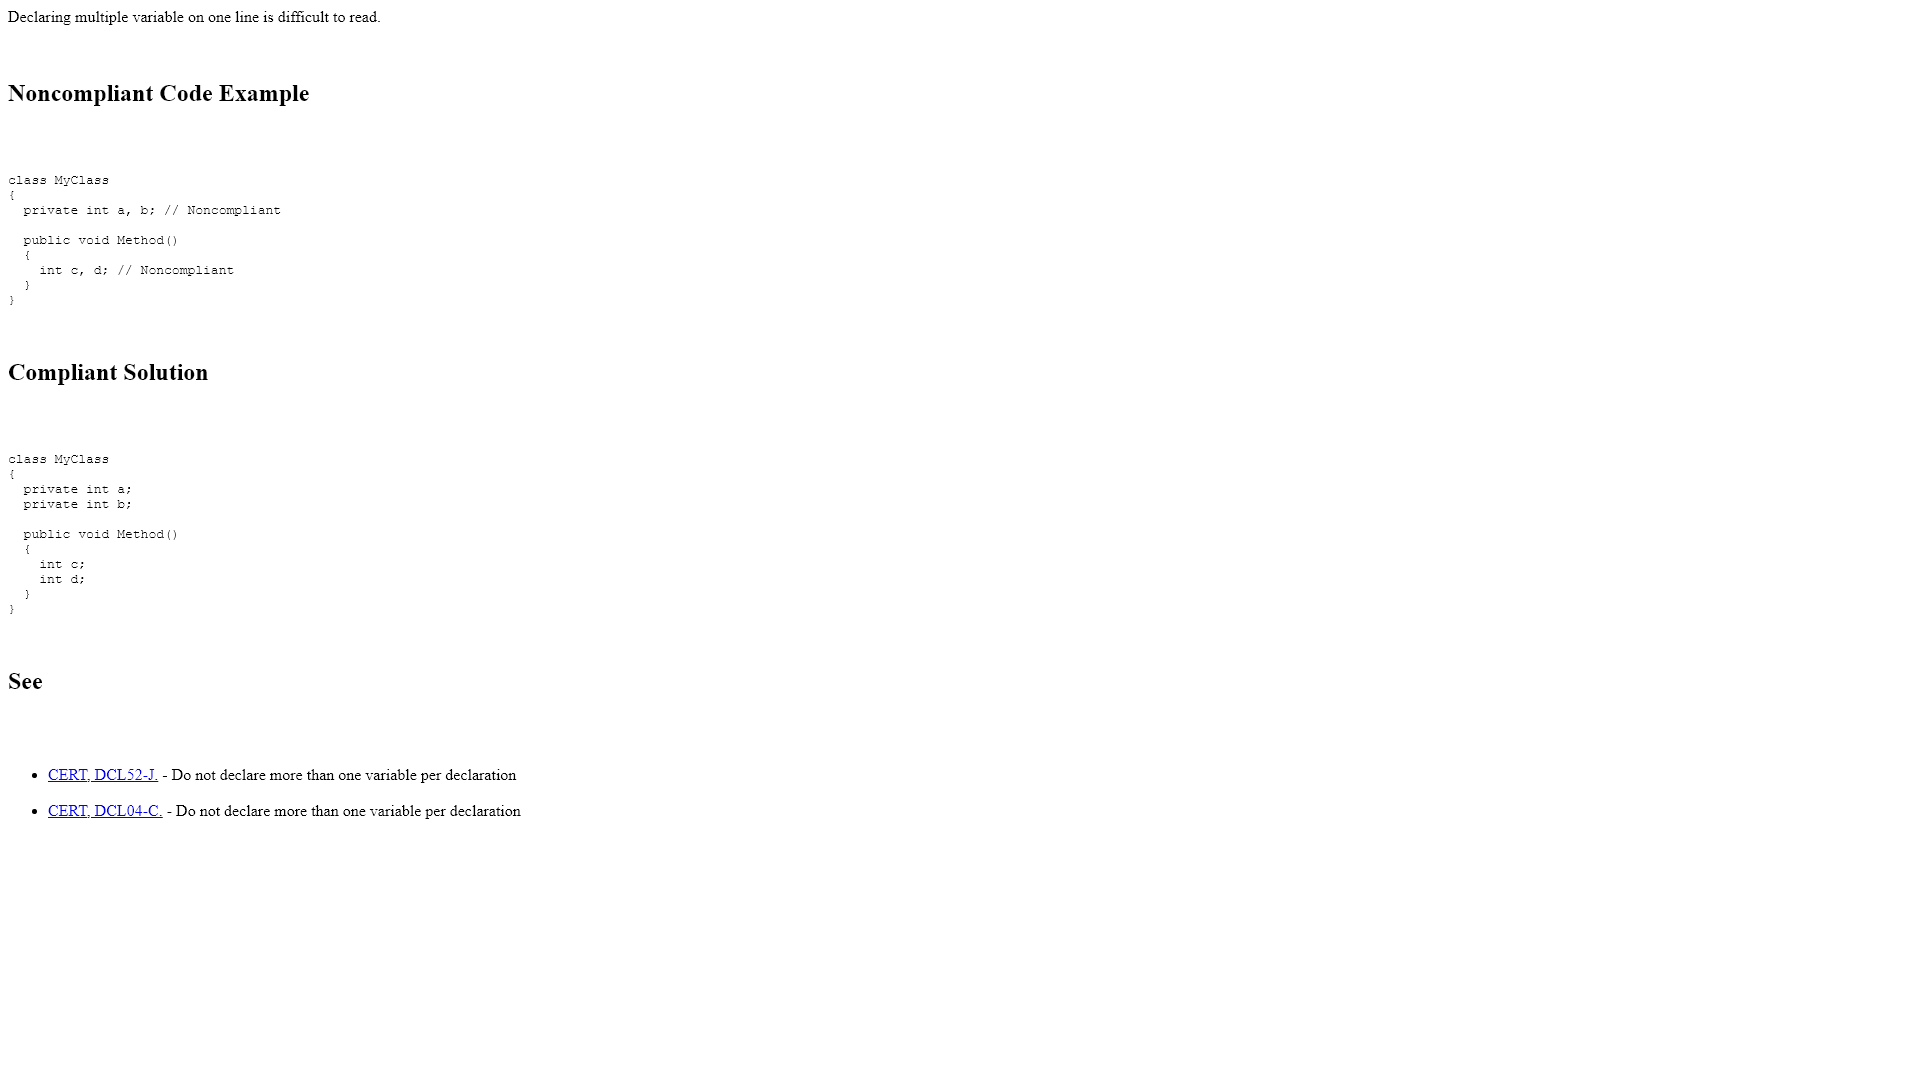 Declaring multiple variable on one line is difficult to read.
Noncompliant Code Example
class MyClass
{
  private int a, b; // Noncompliant
  public void Method()
  {
    int c, d; // Noncompliant
  }
}
Compliant Solution
class MyClass
{
  private int a;
  private int b;
  public void Method()
  {
    int c;
    int d;
  }
}
See
• CERT, DCL52-J. - Do not declare more than one variable per declaration
• CERT, DCL04-C. - Do not declare more than one variable per declaration